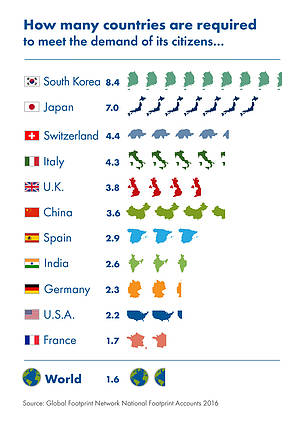 How many countries are required
to meet the demand of its citizens...
South Korea 8.4
Japan 7.0
Switzerland 4.4
Italy 4.3
U.K. 3.8
China 3.6
Spain 2.9
India 2.6
Germany 2.3
U.S.A. 2.2
France 1.7
World 1.6
Source: Global Footprint Network National Footprint Accounts 2016